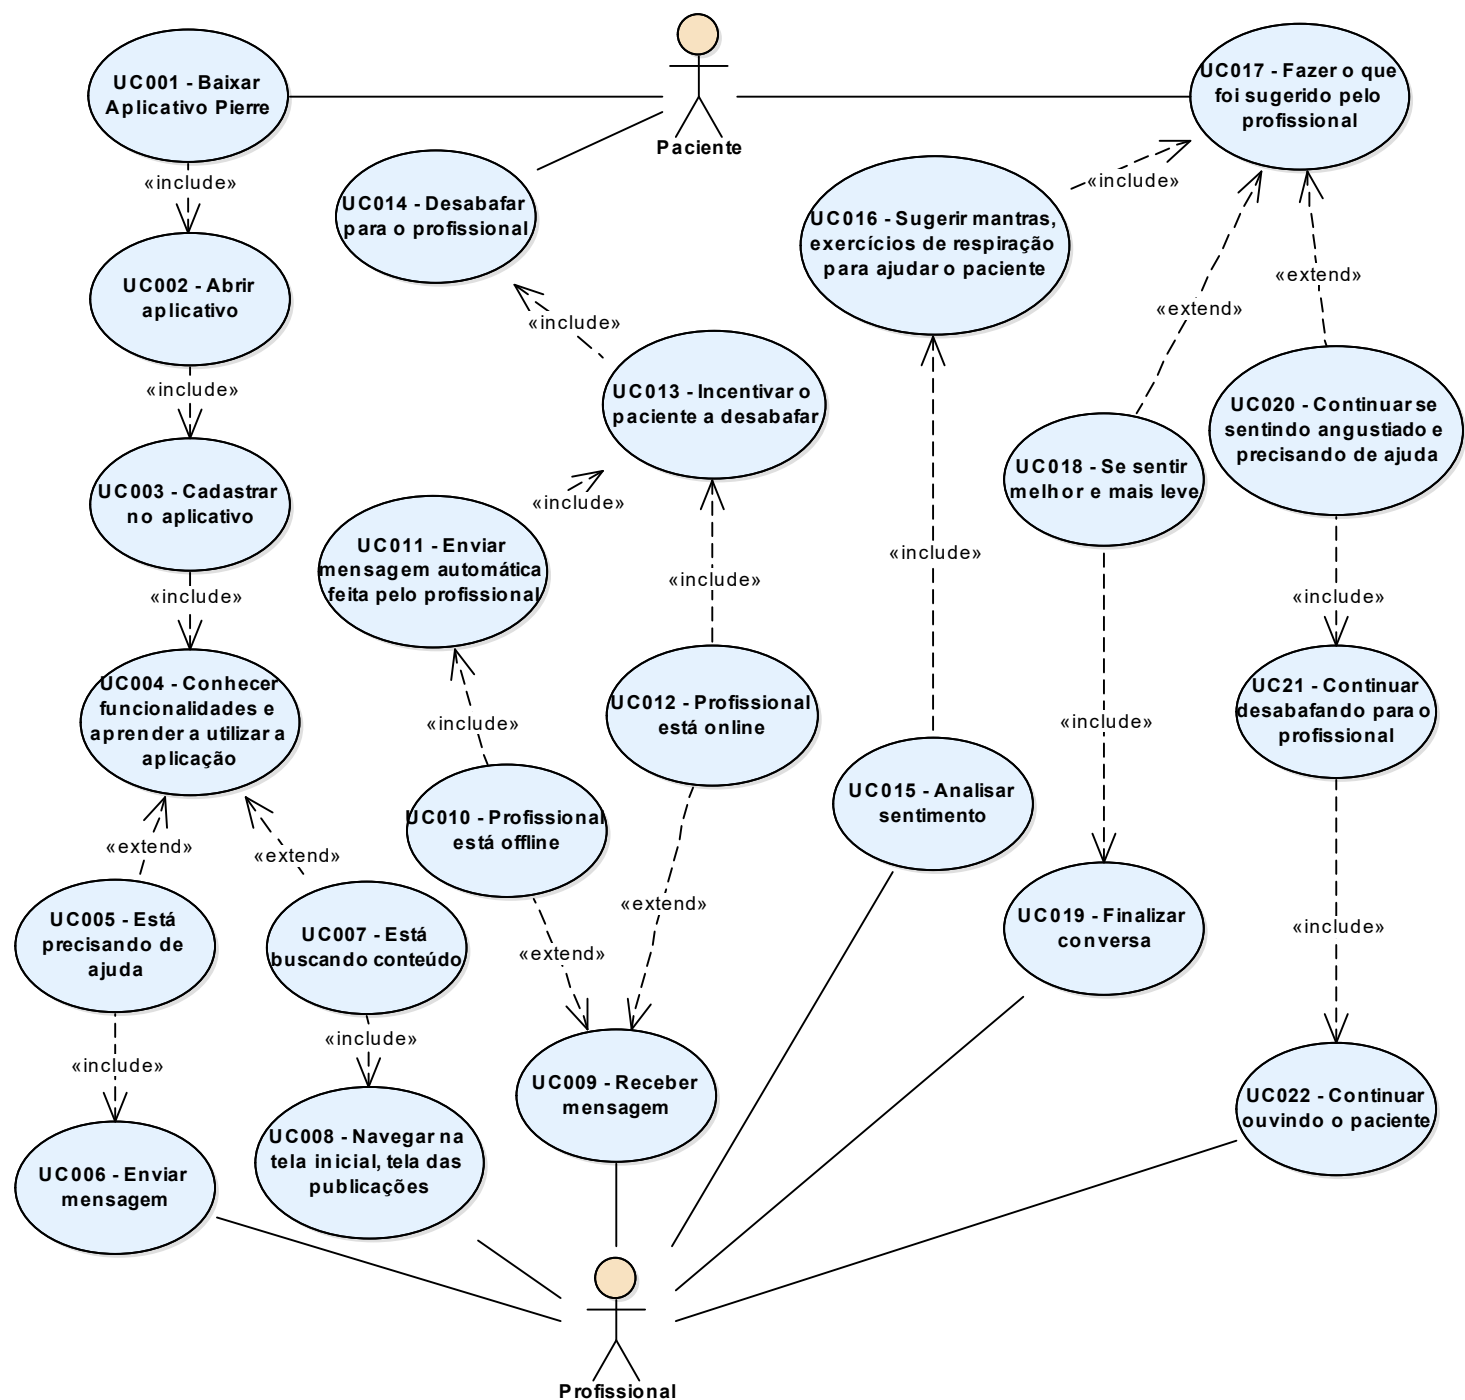 UC001 - Baixar
Aplicativo Pierre
Paciente
UC017 - Fazer o que
foi sugerido pelo
profissional
«include»
«include»
UC014 - Desabafar
para o profissional
UC016 - Sugerir mantras,
exercícios de respiração
para ajudar o paciente
UC002 - Abrir
aplicativo
«include»
«extend»
«extend»
«include»
UC013 - Incentivar o
paciente a desabafar
UC020 - Continuar se
sentindo angustiado e
precisando de ajuda
UC018 - Se sentir
melhor e mais leve
UC003 - Cadastrar
no aplicativo
«include»
UC011 - Enviar
mensagem automática
feita pelo profissional
«include»
«include»
«include»
«include»
UC004 - Conhecer
funcionalidades e
aprender a utilizar a
aplicação
UC012 - Profissional
está online
UC21 - Continuar
desabafando para o
profissional
«include»
«include»
UC015 - Analisar
sentimento
UC010 - Profissional
está offline
«extend»
«extend»
«extend»
UC005 - Está
precisando de
ajuda
UC007 - Está
buscando conteúdo
UC019 - Finalizar
conversa
«include»
«extend»
«include»
«include»
UC009 - Receber
mensagem
UC022 - Continuar
ouvindo o paciente
UC008 - Navegar na
tela inicial, tela das
publicações
UC006 - Enviar
mensagem
Profissional